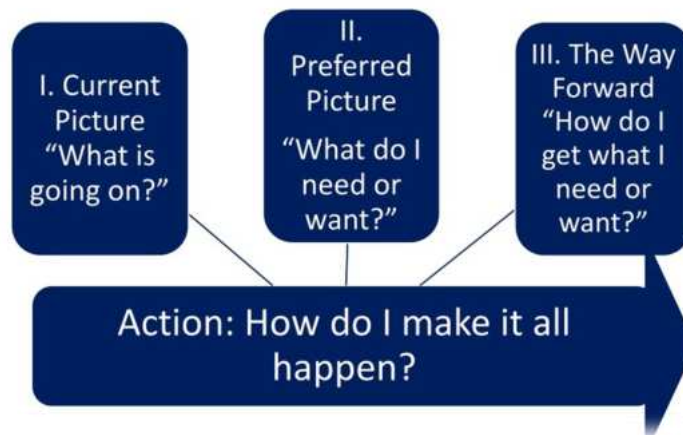 I. Current
Picture
“What is
going on?”
II.
Preferred
Picture
“What do I
need or
want?”
III. The Way
Forward
“How do I
get what I
need or
want?”
Action: How do I make it all
happen?